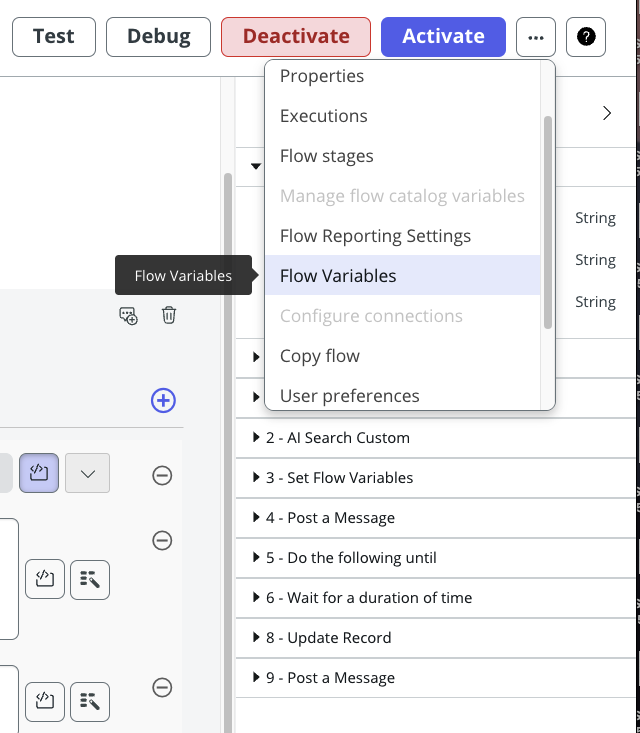 Test
Debug
Deactivate
Activate
...
?
Properties
Executions
Flow stages
Manage flow catalog variables
Flow Reporting Settings
Flow Variables
Flow Variables
Configure connections
Copy flow
User preferences
String
String
String
2 - AI Search Custom
3 - Set Flow Variables
4 - Post a Message
5 - Do the following until
6 - Wait for a duration of time
8 - Update Record
9 - Post a Message